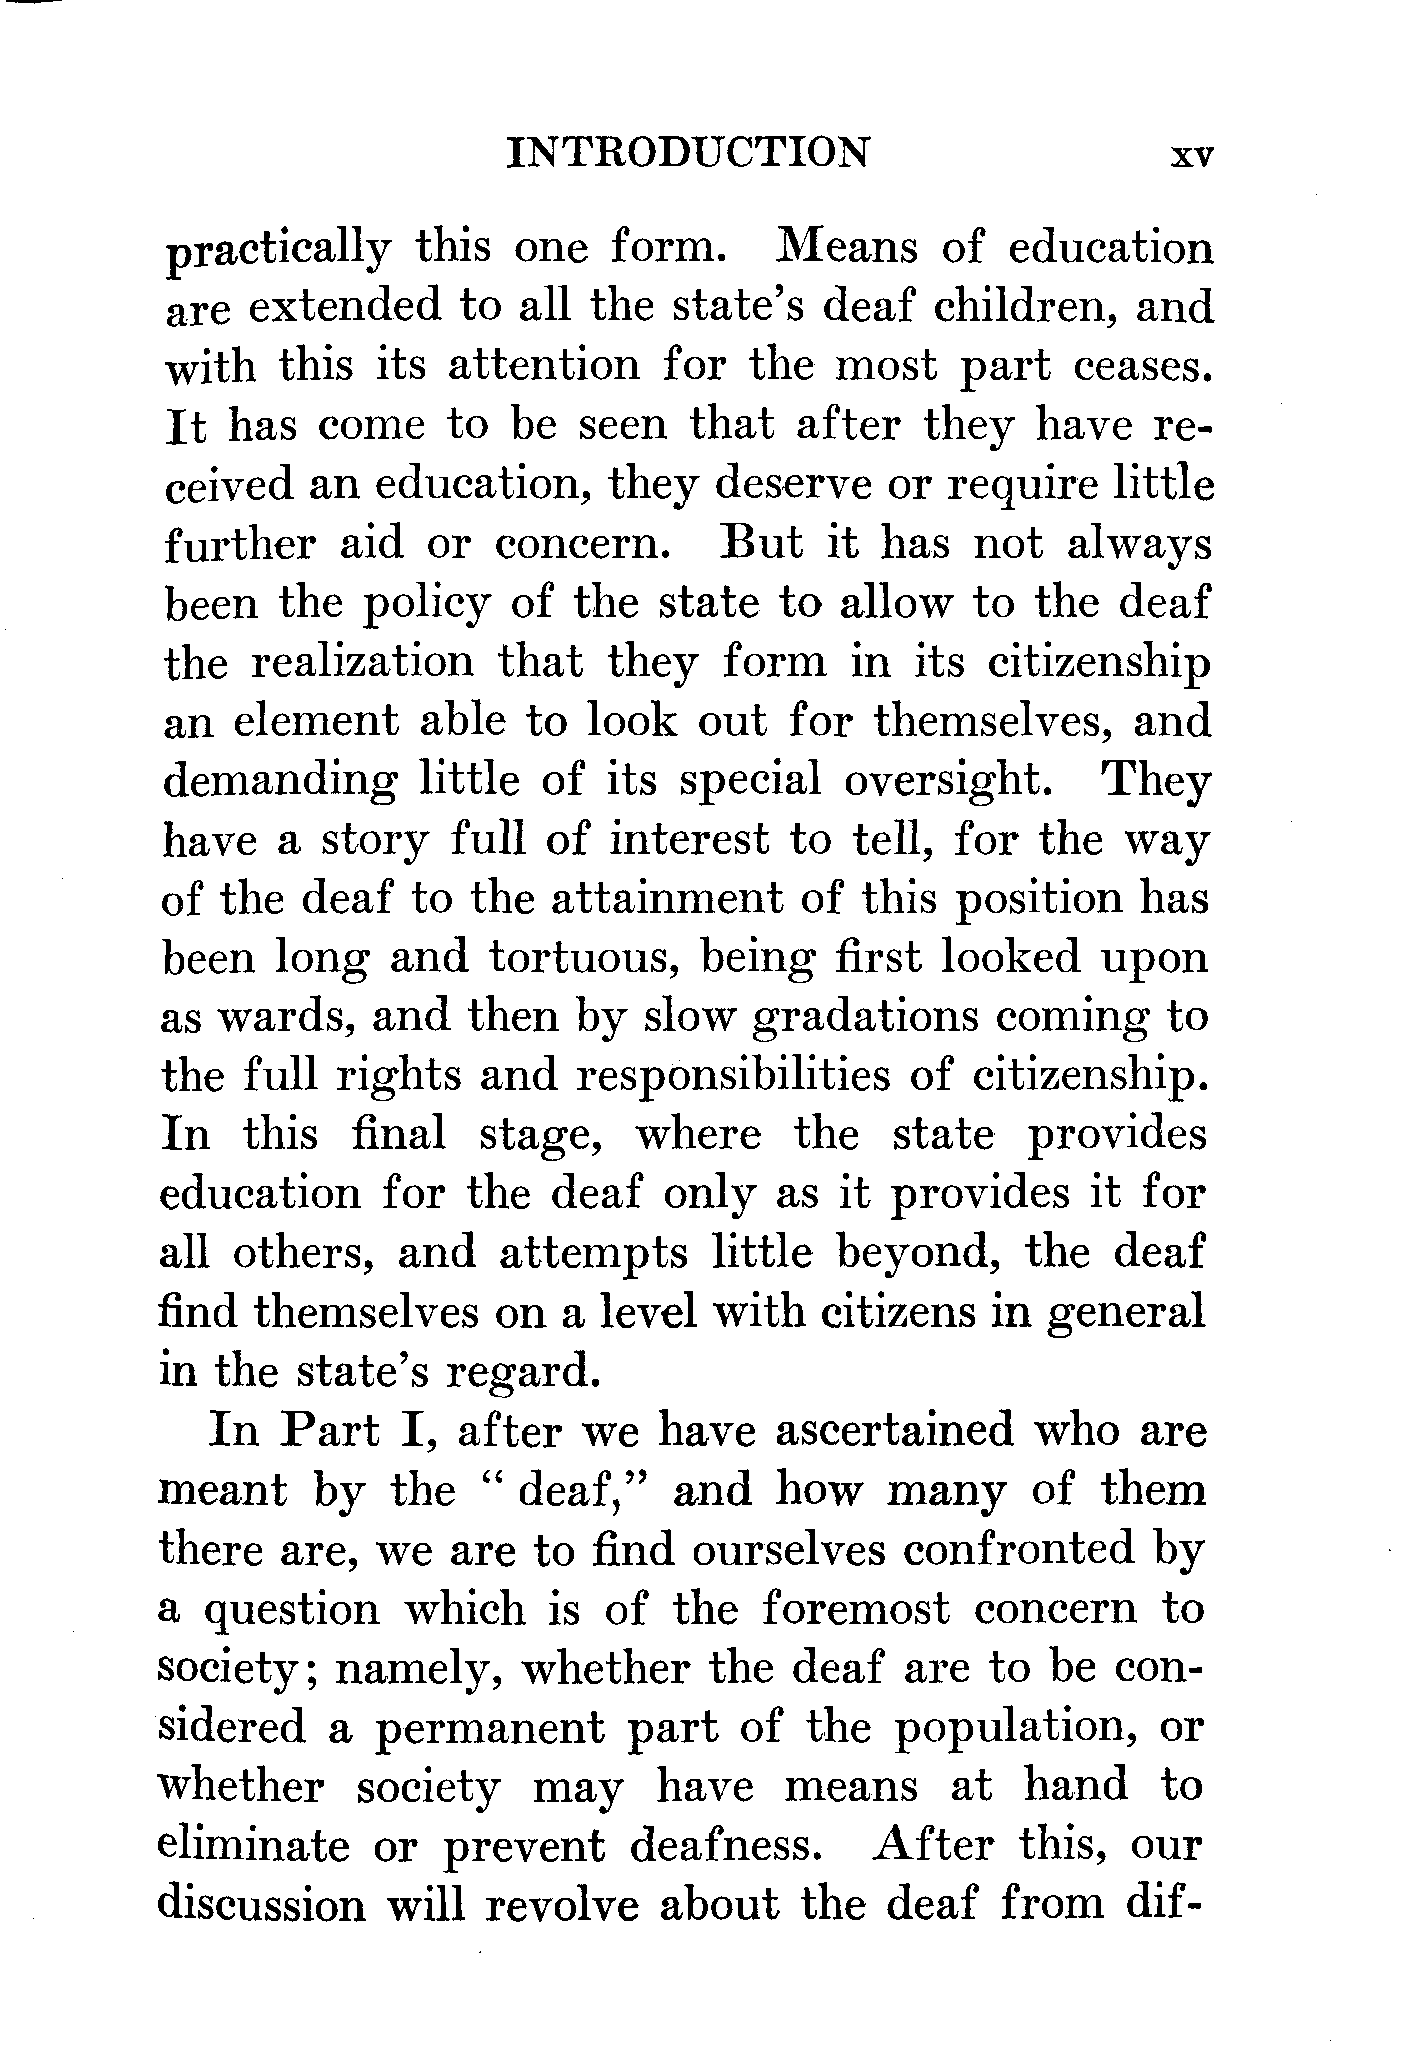 INTRODUCTION xv
practically this one form. Means of education
are extended to all the state's deaf children, and
with this its attention for the most part ceases.
It has come to be seen that after they have re-
ceived an education, they deserve or require little
further aid or concern. But it has not always
been the policy of the state to allow to the deaf
the realization that they form in its citizenship
an element able to look out for themselves, and
demanding little of its special oversight. They
have a story full of interest to tell, for the way
of the deaf to the attainment of this position has
been long and tortuous, being first looked upon
as wards, and then by slow gradations coming to
the full rights and responsibilities of citizenship.
In this final stage, where the state provides
education for the deaf only as it provides it for
all others, and attempts little beyond, the deaf
find themselves on a level with citizens in general
in the state's regard.
In Part I, after we have ascertained who are
meant by the " deaf," and how many of them
there are, we are to find ourselves confronted by
a question which is of the foremost concern to
society; namely, whether the deaf are to be con-
sidered a permanent part of the population, or
whether society may have means at hand to
eliminate or prevent deafness. After this, our
discussion will revolve about the deaf from dif-